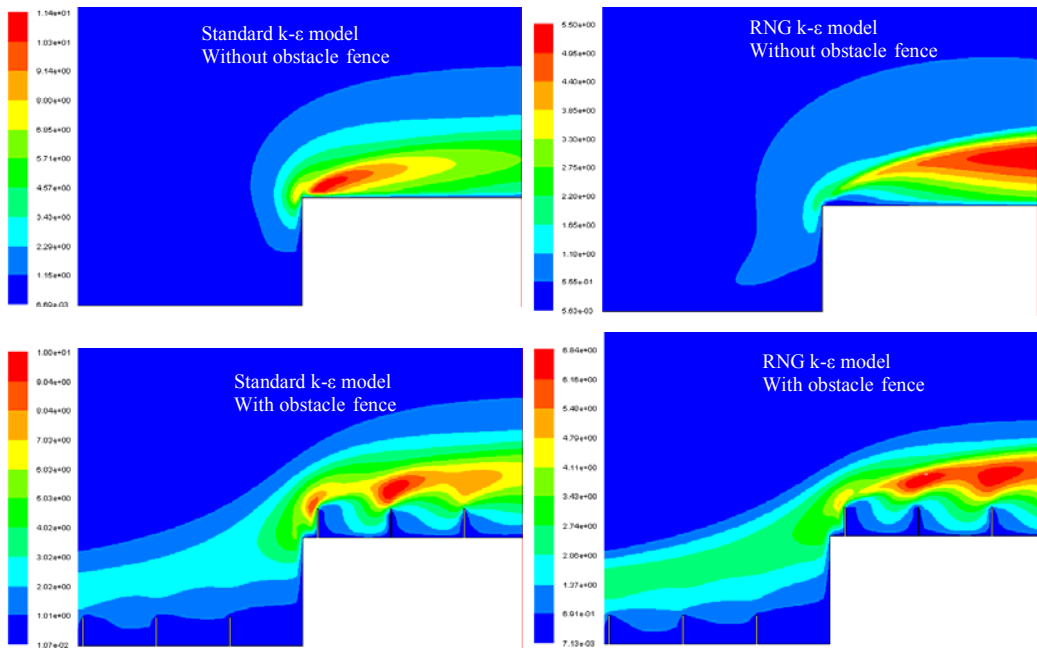 1.14e+01
1.03e+01
9.14e+00
8.00e+00
6.85e+00
5.71e+00
4.57e+00
3.43e+00
2.29e+00
1.15e+00
6.69e-03
Standard k-ε model
Without obstacle fence
5.50e+00
4.95e+00
4.40e+00
3.30e+00
2.75e+00
2.20e+00
1.65e+00
1.10e+00
5.55e-01
5.63e-03
RNG k-ε model
Without obstacle fence
1.00e+01
9.04e+00
8.04e+00
7.03e+00
6.03e+00
5.03e+00
4.02e+00
3.02e+00
2.02e+00
1.01e+00
1.07e-02
Standard k-ε model
With obstacle fence
6.84e+00
6.16e+00
5.48e+00
4.79e+00
4.11e+00
3.43e+00
2.74e+00
2.06e+00
1.37e+00
6.91e-01
7.13e-03
RNG k-ε model
With obstacle fence